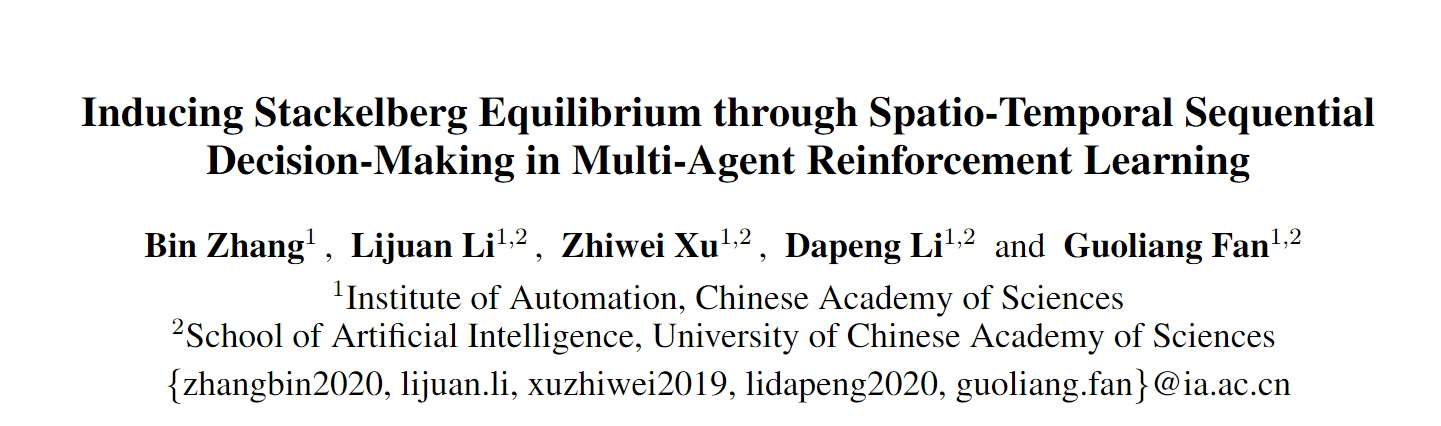 Inducing Stackelberg Equilibrium through Spatio-Temporal Sequential
Decision-Making in Multi-Agent Reinforcement Learning
Bin Zhang¹ , Lijuan Li¹,² , Zhiwei Xu¹,² , Dapeng Li¹,² and Guoliang Fan¹,²
¹Institute of Automation, Chinese Academy of Sciences
²School of Artificial Intelligence, University of Chinese Academy of Sciences
{zhangbin2020, lijuan.li, xuzhiwei2019, lidapeng2020, guoliang.fan}@ia.ac.cn